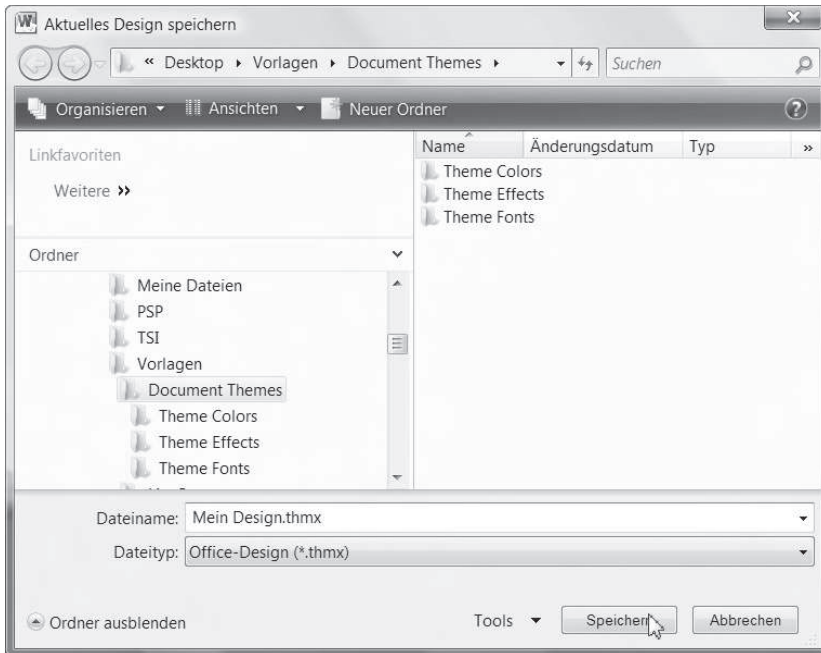 Aktuelles Design speichern
« Desktop ▸ Vorlagen ▸ Document Themes ▸ Suchen
Organisieren Ansichten Neuer Ordner
Linkfavoriten
Weitere »
Name Änderungsdatum Typ »
Theme Colors
Theme Effects
Theme Fonts
Ordner
Meine Dateien
PSP
TSI
Vorlagen
Document Themes
Theme Colors
Theme Effects
Theme Fonts
Dateiname: Mein Design.thmx
Dateityp: Office-Design (*.thmx)
Ordner ausblenden Tools Speichern Abbrechen